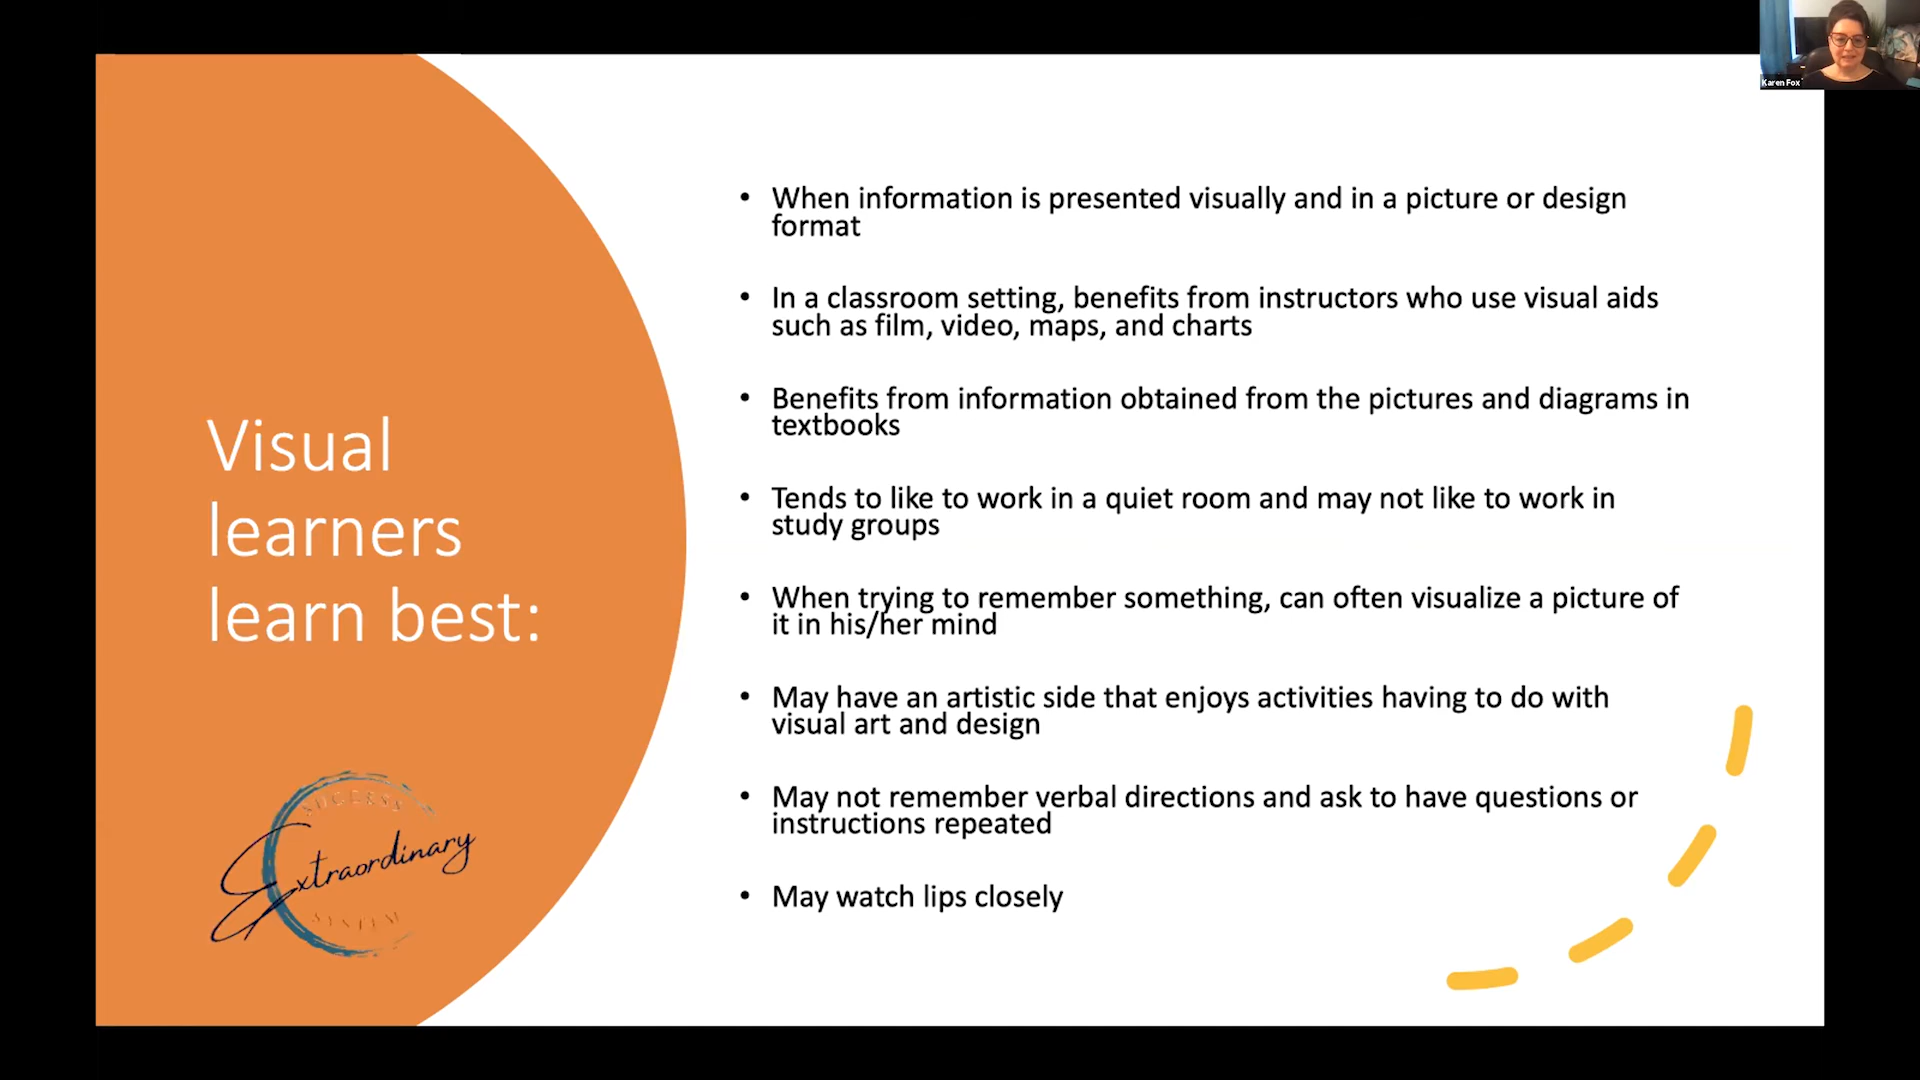 Karen Fox
Visual
learners
learn best:
• When information is presented visually and in a picture or design
format
• In a classroom setting, benefits from instructors who use visual aids
such as film, video, maps, and charts
• Benefits from information obtained from the pictures and diagrams in
textbooks
• Tends to like to work in a quiet room and may not like to work in
study groups
• When trying to remember something, can often visualize a picture of
it in his/her mind
• May have an artistic side that enjoys activities having to do with
visual art and design
• May not remember verbal directions and ask to have questions or
instructions repeated
• May watch lips closely
SUCCESS
Extraordinary
SYSTEM